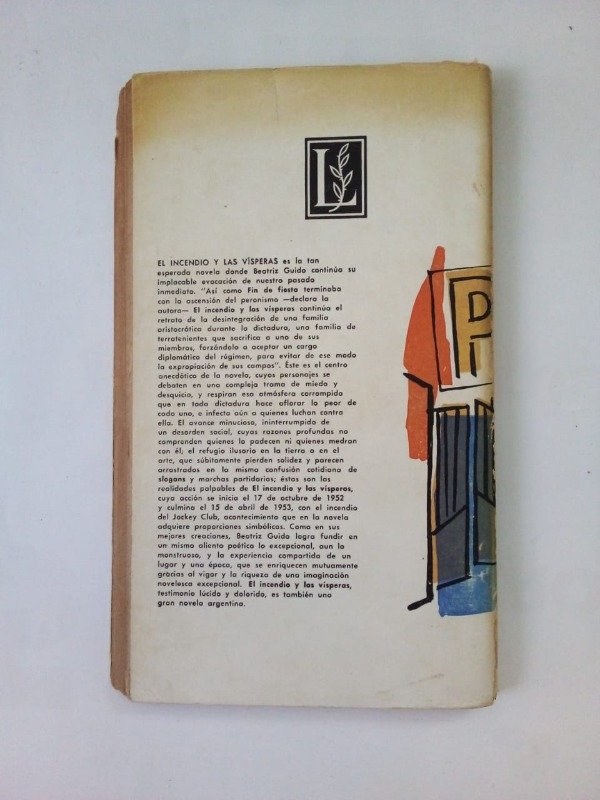 L
EL INCENDIO Y LAS VÍSPERAS es la tan
esperada novela donde Beatriz Guido continúa su
implacable evocación de nuestro pasado
inmediato. "Así como Fin de fiesta terminaba
con la ascensión del peronismo —declara la
autora— El incendio y las vísperas continúa el
retrato de la desintegración de una familia
aristocrática durante la dictadura, una familia de
terratenientes que sacrifica a uno de sus
miembros, forzándolo a aceptar un cargo
diplomático del régimen, para evitar de ese modo
la expropiación de sus campos". Éste es el centro
anecdótico de la novela, cuyos personajes se
debaten en una compleja trama de miedo y
desquicio, y respiran esa atmósfera corrompida
que en toda dictadura hace aflorar lo peor de
cada uno, e infecta aún a quienes luchan contra
ella. El avance minucioso, ininterrumpido de
un desorden social, cuyas razones profundas no
comprenden quienes lo padecen ni quienes medran
con él; el refugio ilusorio en la tierra o en el
arte, que súbitamente pierden solidez y parecen
arrastrados en la misma confusión cotidiana de
slogans y marchas partidarias; éstas son las
realidades palpables de El incendio y las vísperas,
cuya acción se inicia el 17 de octubre de 1952
y culmina el 15 de abril de 1953, con el incendio
del Jockey Club, acontecimiento que en la novela
adquiere proporciones simbólicas. Como en sus
mejores creaciones, Beatriz Guido logra fundir en
un mismo aliento poético lo excepcional, aun lo
monstruoso, y la experiencia compartida de un
lugar y una época, que se enriquecen mutuamente
gracias al vigor y la riqueza de una imaginación
novelesca excepcional. El incendio y las vísperas,
testimonio lúcido y dolorido, es también una
gran novela argentina.